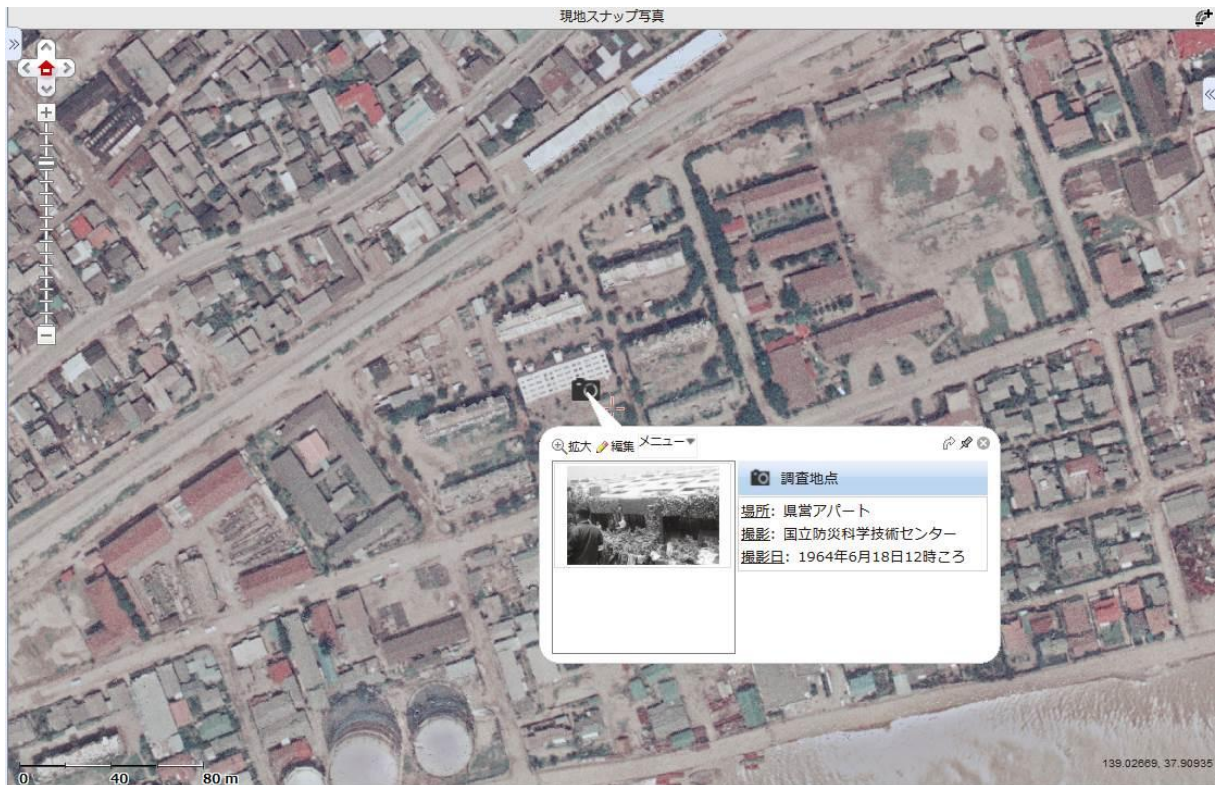 現地スナップ写真
拡大 編集 メニュー
調査地点
場所: 県営アパート
撮影: 国立防災科学技術センター
撮影日: 1964年6月18日12時ころ
0 40 80 m
139.02669, 37.90935